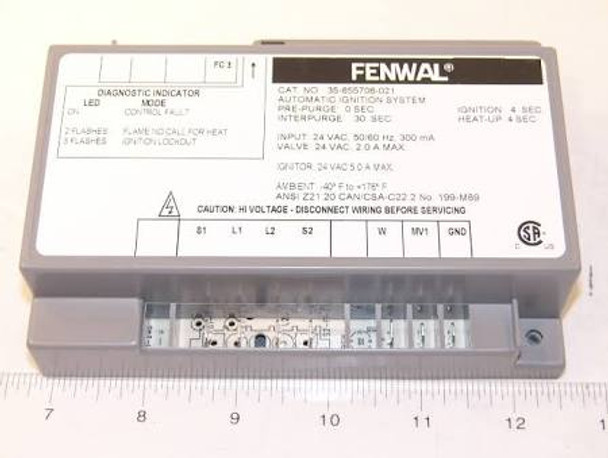 FC ±
DIAGNOSTIC INDICATOR
LED MODE
ON CONTROL FAULT
2 FLASHES FLAME NO CALL FOR HEAT
3 FLASHES IGNITION LOCKOUT
FENWAL®
CAT. NO. 35-655706-021
AUTOMATIC IGNITION SYSTEM
PRE-PURGE: 0 SEC IGNITION: 4 SEC
INTERPURGE: 30 SEC HEAT-UP: 4 SEC
INPUT: 24 VAC, 50/60 HZ, 300 mA
VALVE: 24 VAC, 2.0 A MAX.
IGNITOR: 24 VAC 5.0 A MAX.
AMBIENT: -40° F to +176° F
ANSI Z21.20 CAN/CSA-C22.2 No. 199-M89
CAUTION: HI VOLTAGE - DISCONNECT WIRING BEFORE SERVICING
S1 L1 L2 S2 W MV1 GND
C US
7 8 9 10 11 12